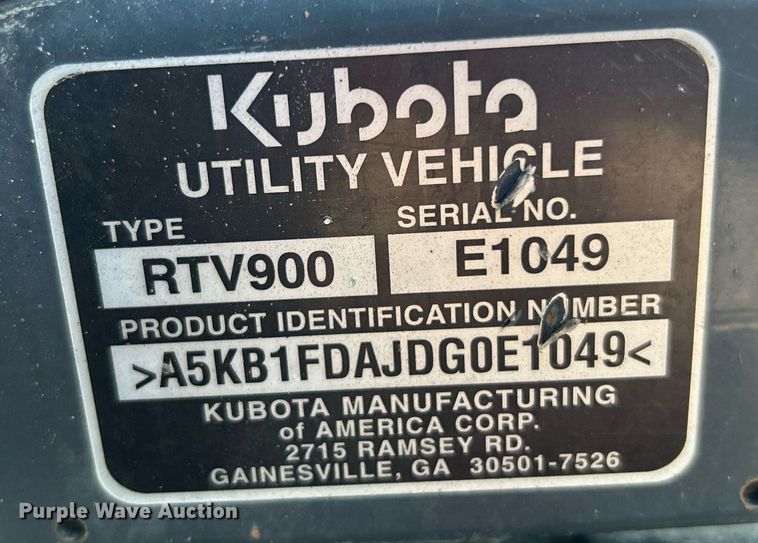 Kubota
UTILITY VEHICLE
TYPE
SERIAL NO.
RTV900
E1049
PRODUCT IDENTIFICATION NUMBER
>A5KB1FDAJDG0E1049<
KUBOTA MANUFACTURING
of AMERICA CORP.
2715 RAMSEY RD.
GAINESVILLE, GA 30501-7526
Purple Wave Auction